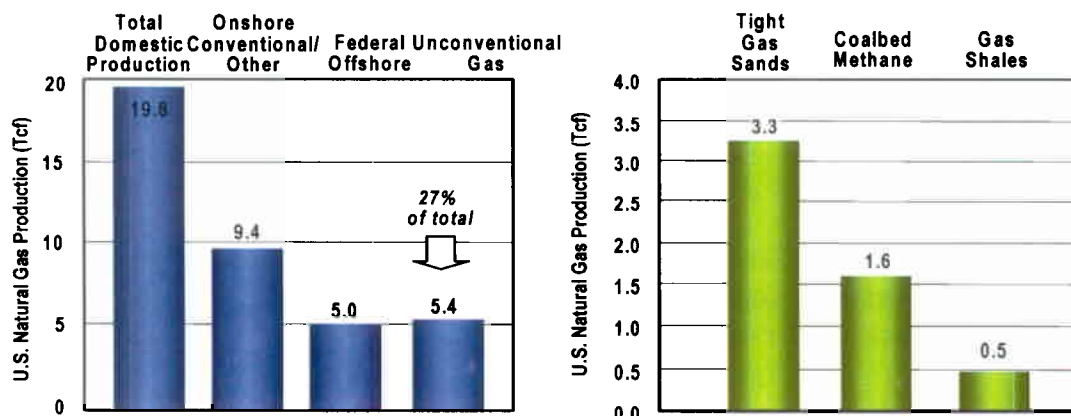 Total
Domestic
Production
Onshore
Conventional/
Other
Federal
Offshore
Unconventional
Gas
U.S. Natural Gas Production (Tcf)
20
15
10
5
0
19.8
9.4
5.0
5.4
27%
of total
Tight
Gas
Sands
Coalbed
Methane
Gas
Shales
U.S. Natural Gas Production (Tcf)
4.0
3.5
3.0
2.5
2.0
1.5
1.0
0.5
0.0
3.3
1.6
0.5